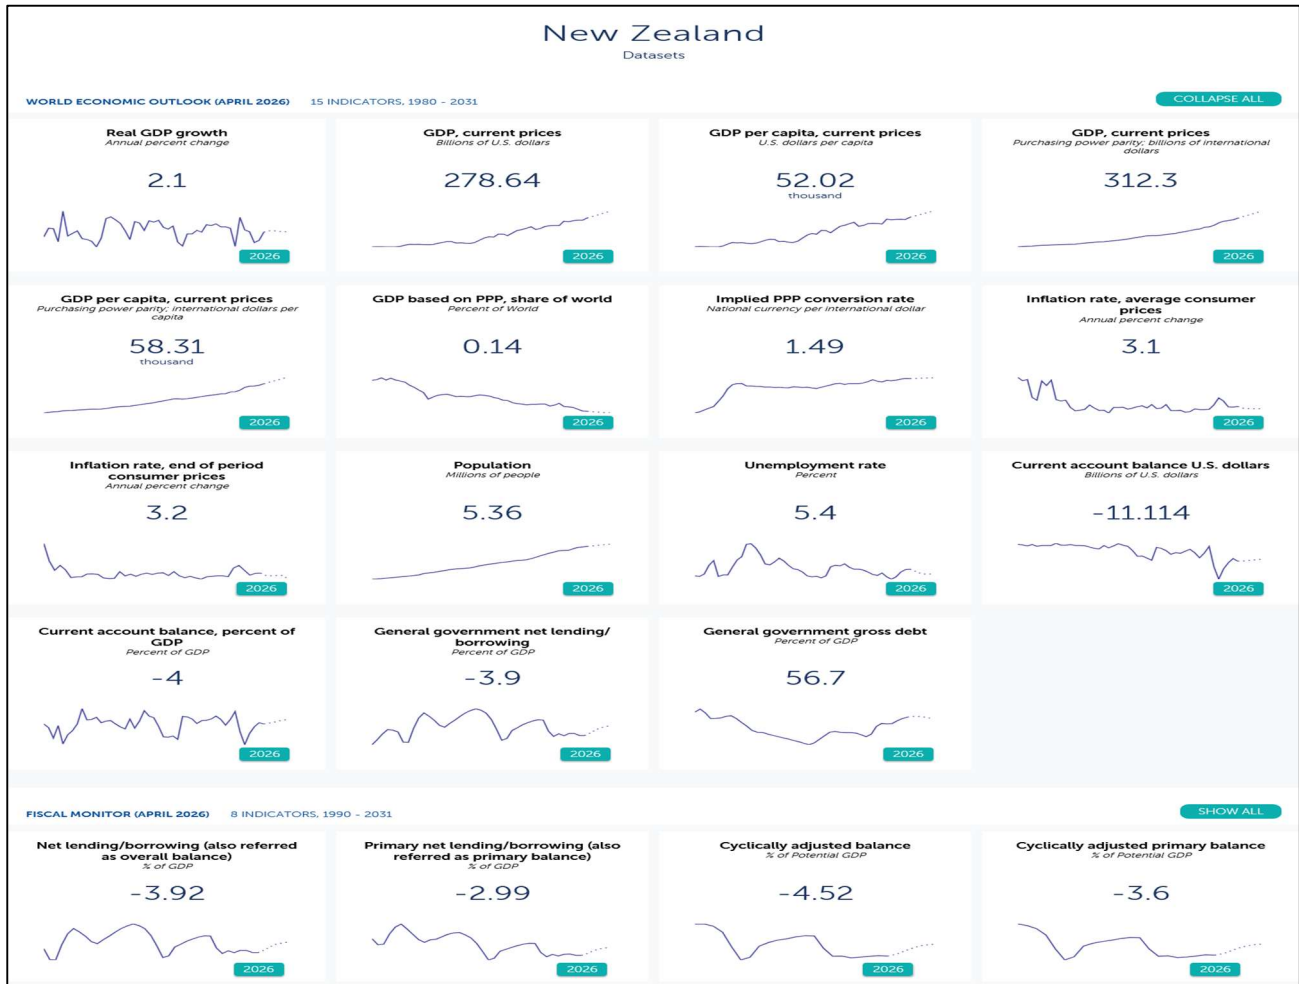 New Zealand
Datasets
WORLD ECONOMIC OUTLOOK (APRIL 2026) 15 INDICATORS, 1980 - 2031
COLLAPSE ALL
Real GDP growth
Annual percent change
2.1
2026
GDP, current prices
Billions of U.S. dollars
278.64
2026
GDP per capita, current prices
U.S. dollars per capita
52.02
thousand
2026
GDP, current prices
Purchasing power parity; billions of international
dollars
312.3
2026
GDP per capita, current prices
Purchasing power parity; international dollars per
capita
58.31
thousand
2026
GDP based on PPP, share of world
Percent of World
0.14
2026
Implied PPP conversion rate
National currency per international dollar
1.49
2026
Inflation rate, average consumer
prices
Annual percent change
3.1
2026
Inflation rate, end of period
consumer prices
Annual percent change
3.2
2026
Population
Millions of people
5.36
2026
Unemployment rate
Percent
5.4
2026
Current account balance U.S. dollars
Billions of U.S. dollars
-11.114
2026
Current account balance, percent of
GDP
Percent of GDP
-4
2026
General government net lending/
borrowing
Percent of GDP
-3.9
2026
General government gross debt
Percent of GDP
56.7
2026
FISCAL MONITOR (APRIL 2026) 8 INDICATORS, 1990 - 2031
SHOW ALL
Net lending/borrowing (also referred
as overall balance)
% of GDP
-3.92
2026
Primary net lending/borrowing (also
referred as primary balance)
% of GDP
-2.99
2026
Cyclically adjusted balance
% of Potential GDP
-4.52
2026
Cyclically adjusted primary balance
% of Potential GDP
-3.6
2026